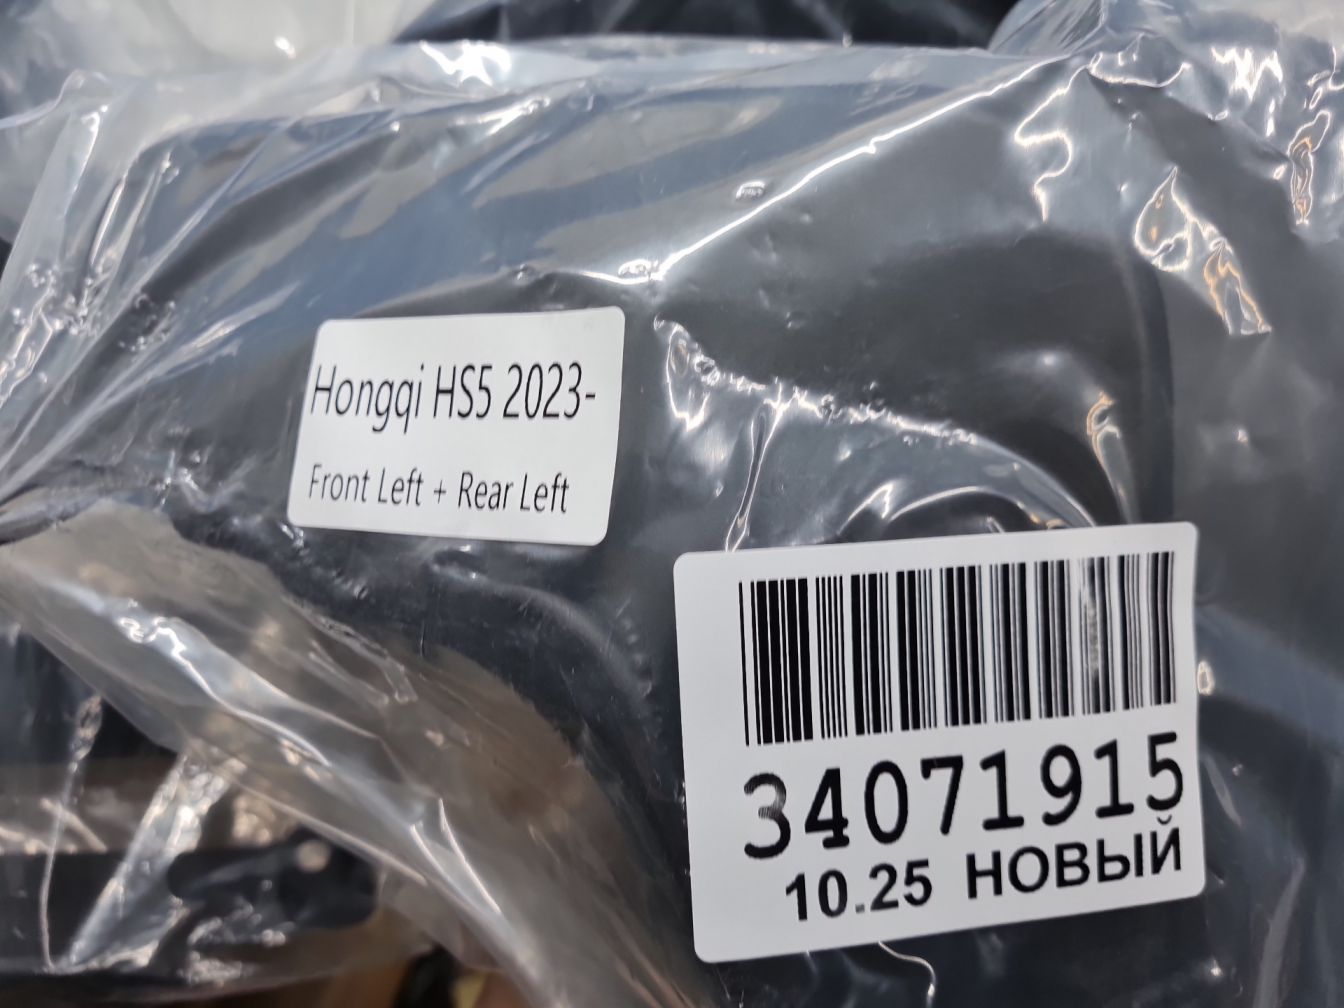 Hongqi HS5 2023-
Front Left + Rear Left
34071915
10.25 НОВЫЙ